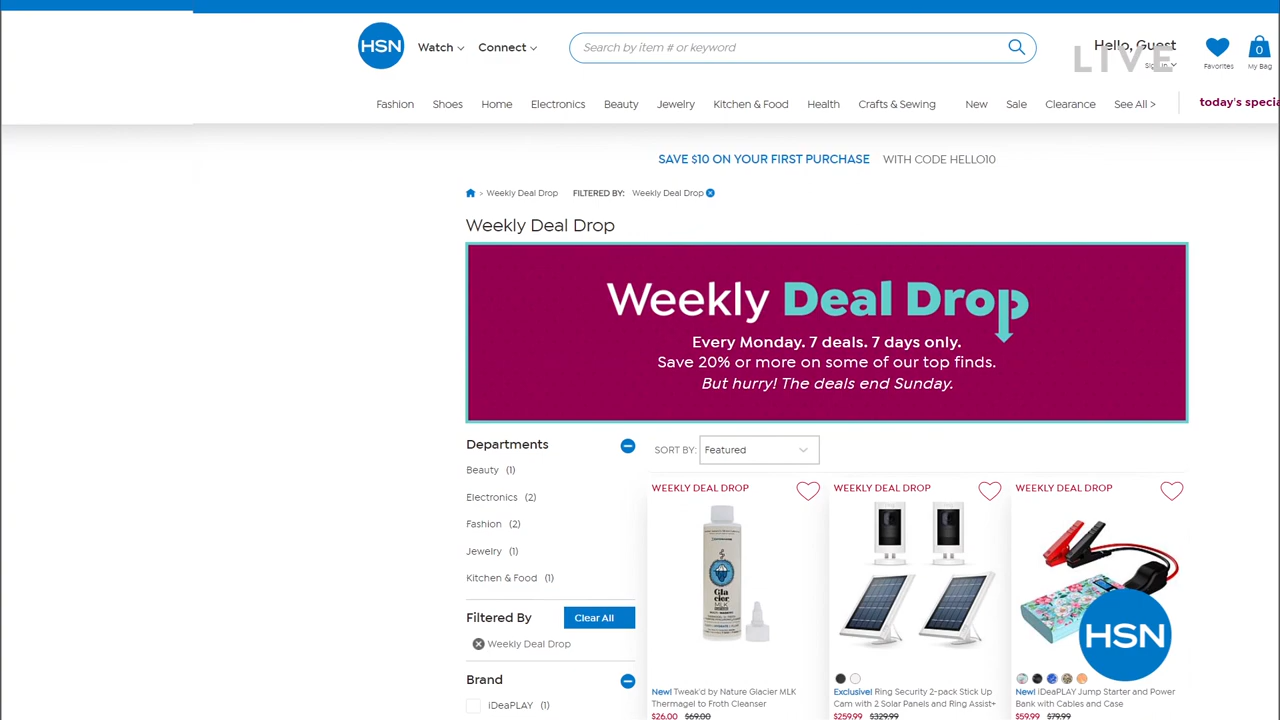 HSN Watch Connect Search by item # or keyword Hello, Guest
LIVE
Sign In
Favorites
0
My Bag
Fashion Shoes Home Electronics Beauty Jewelry Kitchen & Food Health Crafts & Sewing New Sale Clearance See All > today's specia
SAVE $10 ON YOUR FIRST PURCHASE WITH CODE HELLO10
> Weekly Deal Drop FILTERED BY: Weekly Deal Drop
Weekly Deal Drop
Weekly Deal Drop
Every Monday. 7 deals. 7 days only.
Save 20% or more on some of our top finds.
But hurry! The deals end Sunday.
Departments
Beauty (1)
Electronics (2)
Fashion (2)
Jewelry (1)
Kitchen & Food (1)
Filtered By Clear All
Weekly Deal Drop
Brand
iDeaPLAY (1)
SORT BY: Featured
WEEKLY DEAL DROP
Gla
cier
MLK
New! Tweak'd by Nature Glacier MLK
Thermagel to Froth Cleanser
$26.00 $69.00
WEEKLY DEAL DROP
Exclusive! Ring Security 2-pack Stick Up
Cam with 2 Solar Panels and Ring Assist+
$259.99 $329.99
WEEKLY DEAL DROP
HSN
New! iDeaPLAY Jump Starter and Power
Bank with Cables and Case
$59.99 $79.99